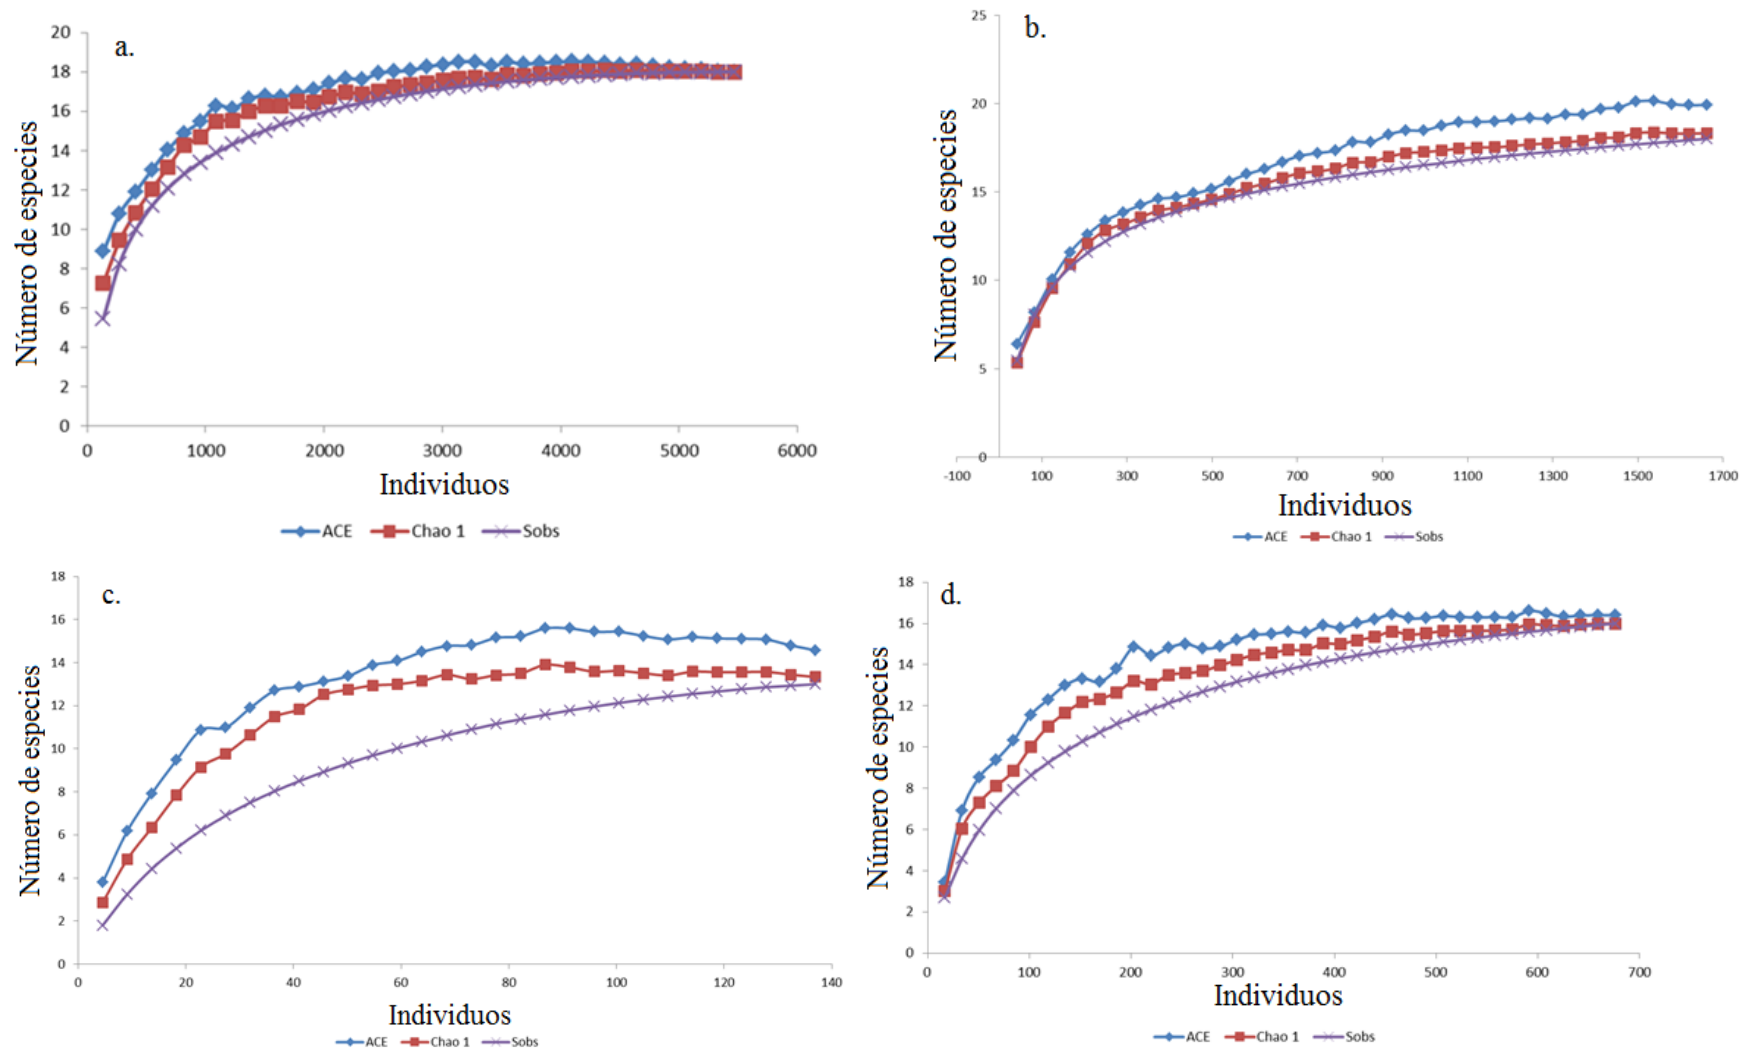 a.
Número de especies
20
18
16
14
12
10
8
6
4
2
0
0 1000 2000 3000 4000 5000 6000
Individuos
ACE Chao 1 Sobs
b.
Número de especies
25
20
15
10
5
0
-100 100 300 500 700 900 1100 1300 1500 1700
Individuos
ACE Chao 1 Sobs
c.
Número de especies
18
16
14
12
10
8
6
4
2
0
0 20 40 60 80 100 120 140
Individuos
ACE Chao 1 Sobs
d.
Número de especies
18
16
14
12
10
8
6
4
2
0
0 100 200 300 400 500 600 700
Individuos
ACE Chao 1 Sobs